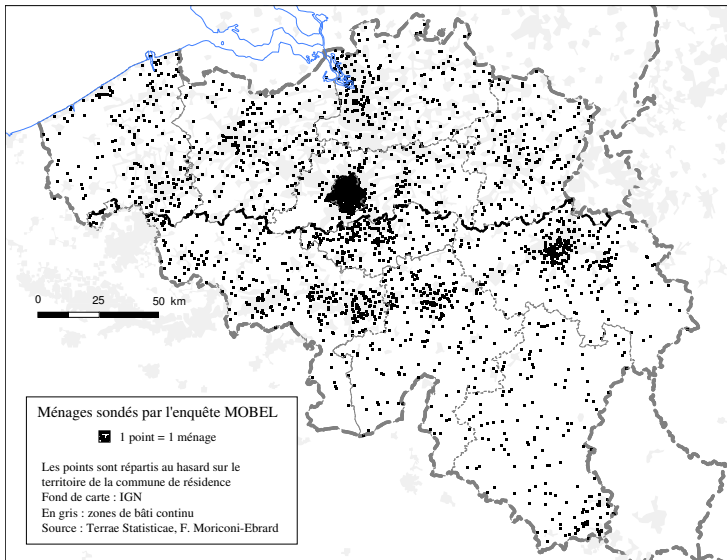 0 25 50 km
Ménages sondés par l'enquête MOBEL
1 point = 1 ménage
Les points sont répartis au hasard sur le
territoire de la commune de résidence
Fond de carte : IGN
En gris : zones de bâti continu
Source : Terrae Statisticae, F. Moriconi-Ebrard